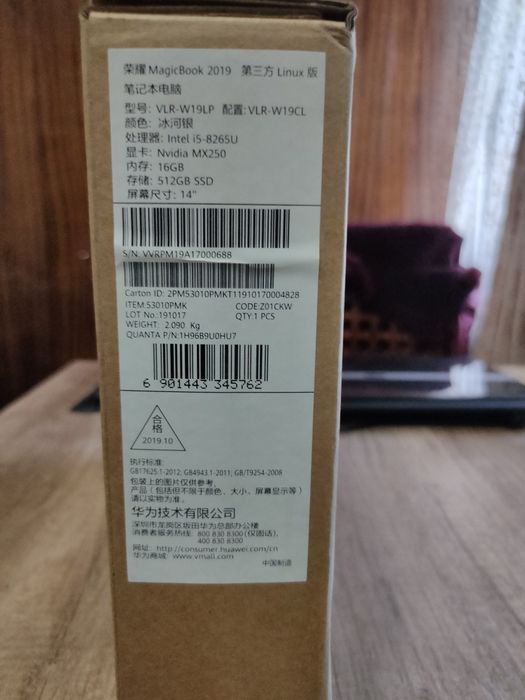 荣耀 MagicBook 2019 第三方 Linux 版
笔记本电脑
型号: VLR-W19LP 配置: VLR-W19CL
颜色: 冰河银
处理器: Intel i5-8265U
显卡: Nvidia MX250
内存: 16GB
存储: 512GB SSD
屏幕尺寸: 14"
S/N: VVRPM19A17000688
Carton ID: 2PM53010PMKT11910170004828
ITEM:53010PMK CODE:Z01CKW
LOT No.:191017 QTY:1 PCS
WEIGHT: 2.090 Kg
QUANTA P/N:1H96B9U0HU7
6 901443 345762
合格
2019.10
执行标准:
GB17625.1-2012; GB4943.1-2011; GB/T9254-2008
包装上的图片仅供参考,
产品（包括但不限于颜色、大小、屏幕显示等）
请以实物为准。
华为技术有限公司
深圳市龙岗区坂田华为总部办公楼
消费者服务热线: 800 830 8300 (仅固话),
400 830 8300
网址: http://consumer.huawei.com/cn
华为商城: www.vmall.com
中国制造